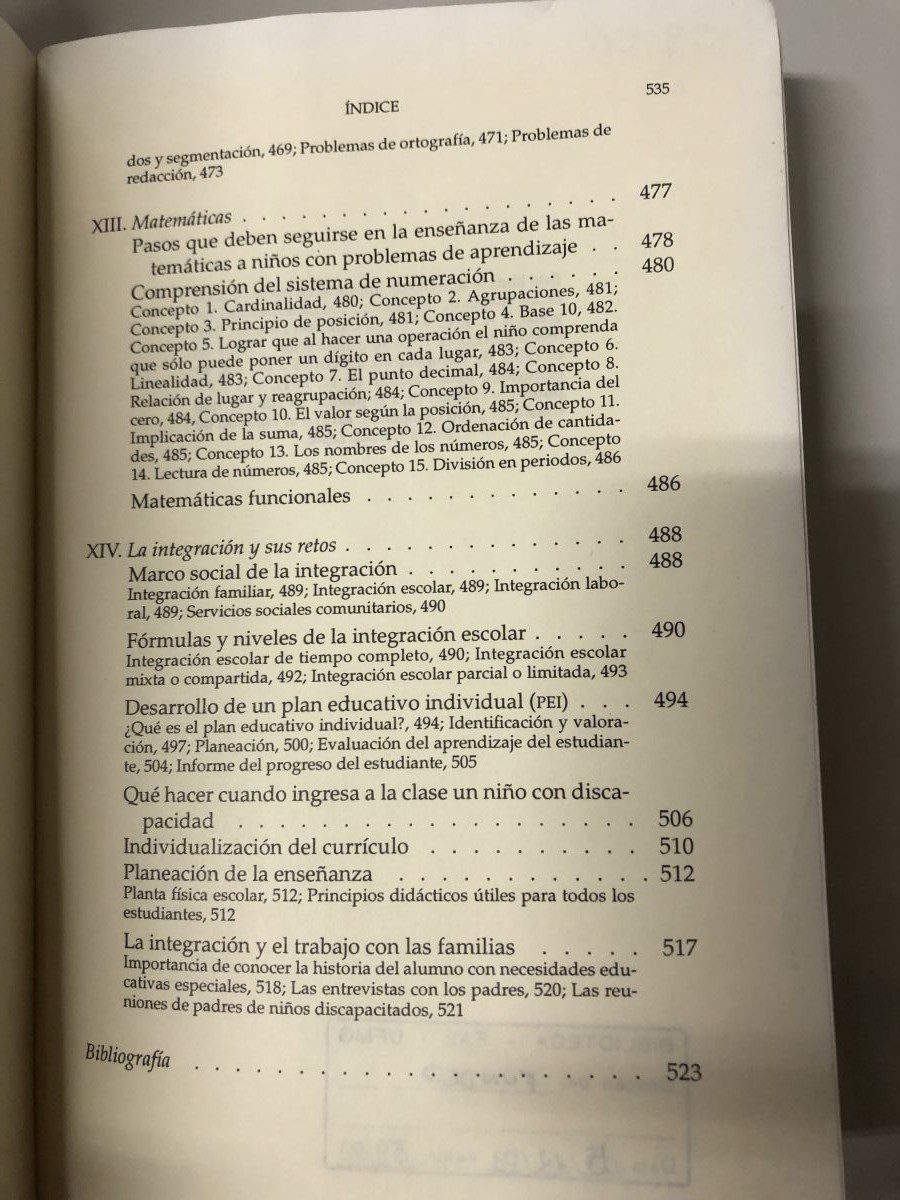 535
ÍNDICE
dos y segmentación, 469; Problemas de ortografía, 471; Problemas de
redacción, 473
XIII. Matemáticas . . . . . . . . . . . . . . . . . . 477
Pasos que deben seguirse en la enseñanza de las ma-
temáticas a niños con problemas de aprendizaje . . 478
Comprensión del sistema de numeración . . . . . . 480
Concepto 1. Cardinalidad, 480; Concepto 2. Agrupaciones, 481;
Concepto 3. Principio de posición, 481; Concepto 4. Base 10, 482.
Concepto 5. Lograr que al hacer una operación el niño comprenda
que sólo puede poner un dígito en cada lugar, 483; Concepto 6.
Linealidad, 483; Concepto 7. El punto decimal, 484; Concepto 8.
Relación de lugar y reagrupación; 484; Concepto 9. Importancia del
cero, 484, Concepto 10. El valor según la posición, 485; Concepto 11.
Implicación de la suma, 485; Concepto 12. Ordenación de cantida-
des, 485; Concepto 13. Los nombres de los números, 485; Concepto
14. Lectura de números, 485; Concepto 15. División en periodos, 486
Matemáticas funcionales . . . . . . . . . . . . . 486
XIV. La integración y sus retos . . . . . . . . . . . . . . 488
Marco social de la integración . . . . . . . . . . . 488
Integración familiar, 489; Integración escolar, 489; Integración labo-
ral, 489; Servicios sociales comunitarios, 490
Fórmulas y niveles de la integración escolar . . . . . 490
Integración escolar de tiempo completo, 490; Integración escolar
mixta o compartida, 492; Integración escolar parcial o limitada, 493
Desarrollo de un plan educativo individual (PEI) . . . 494
¿Qué es el plan educativo individual?, 494; Identificación y valora-
ción, 497; Planeación, 500; Evaluación del aprendizaje del estudian-
te, 504; Informe del progreso del estudiante, 505
Qué hacer cuando ingresa a la clase un niño con disca-
pacidad . . . . . . . . . . . . . . . . . . . 506
Individualización del currículo . . . . . . . . . . 510
Planeación de la enseñanza . . . . . . . . . . . . 512
Planta física escolar, 512; Principios didácticos útiles para todos los
estudiantes, 512
La integración y el trabajo con las familias . . . . . 517
Importancia de conocer la historia del alumno con necesidades edu-
cativas especiales, 518; Las entrevistas con los padres, 520; Las reu-
niones de padres de niños discapacitados, 521
Bibliografía . . . . . . . . . . . . . . . . . . . . . 523